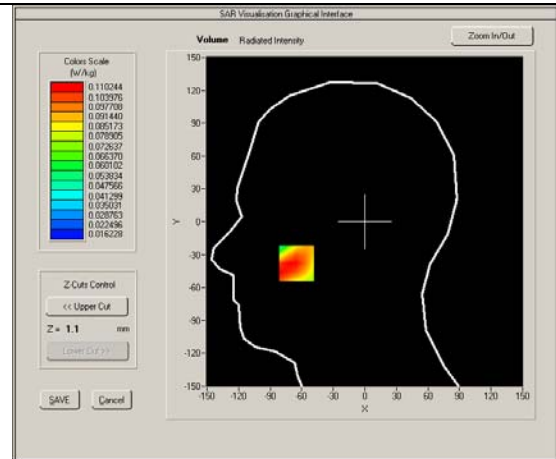 SAR Visualisation Graphical Interface
Volume Radiated Intensity
Zoom In/Out
Colors Scale
(W/kg)
0.110244
0.103976
0.097708
0.091440
0.085173
0.078905
0.072637
0.066370
0.060102
0.053834
0.047566
0.041299
0.035031
0.028763
0.022496
0.016228
Z-Cuts Control
<< Upper Cut
Z = 1.1 mm
Lower Cut >>
SAVE Cancel
150
120
90
60
30
Y 0
-30
-60
-90
-120
-150
-150 -120 -90 -60 -30 0 30 60 90 120 150
X